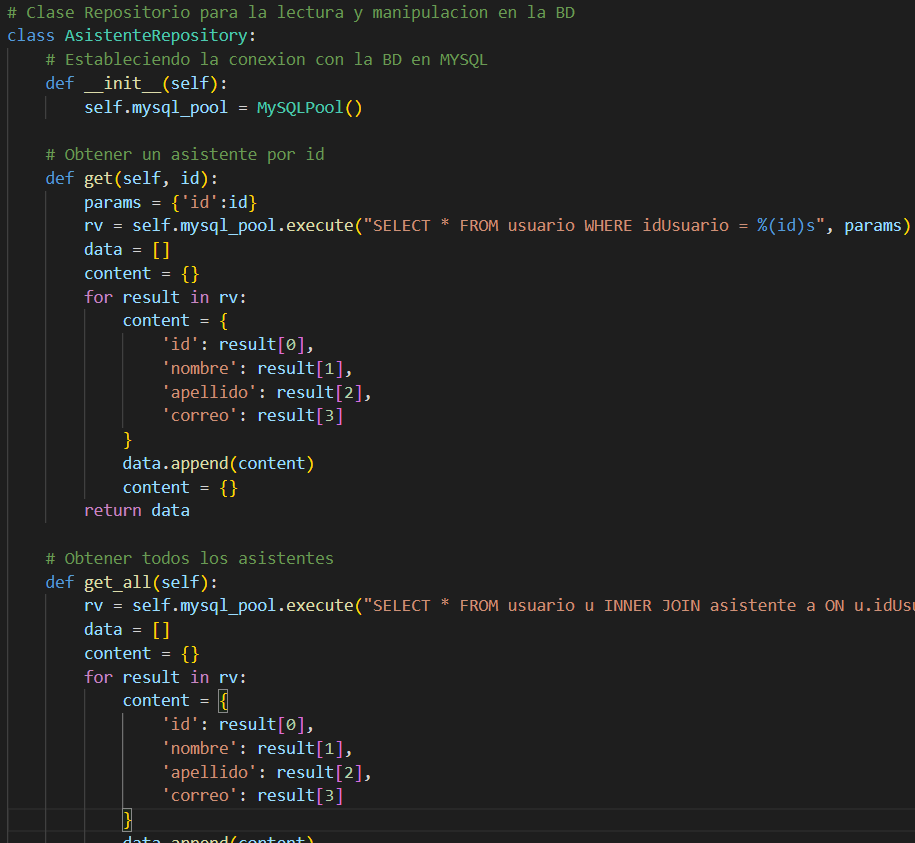 # Clase Repositorio para la lectura y manipulacion en la BD
class AsistenteRepository:
    # Estableciendo la conexion con la BD en MYSQL
    def __init__(self):
        self.mysql_pool = MySQLPool()

    # Obtener un asistente por id
    def get(self, id):
        params = {'id':id}
        rv = self.mysql_pool.execute("SELECT * FROM usuario WHERE idUsuario = %(id)s", params)
        data = []
        content = {}
        for result in rv:
            content = {
                'id': result[0],
                'nombre': result[1],
                'apellido': result[2],
                'correo': result[3]
            }
            data.append(content)
            content = {}
        return data

    # Obtener todos los asistentes
    def get_all(self):
        rv = self.mysql_pool.execute("SELECT * FROM usuario u INNER JOIN asistente a ON u.idUs
        data = []
        content = {}
        for result in rv:
            content = {
                'id': result[0],
                'nombre': result[1],
                'apellido': result[2],
                'correo': result[3]
            }
            data.append(content)